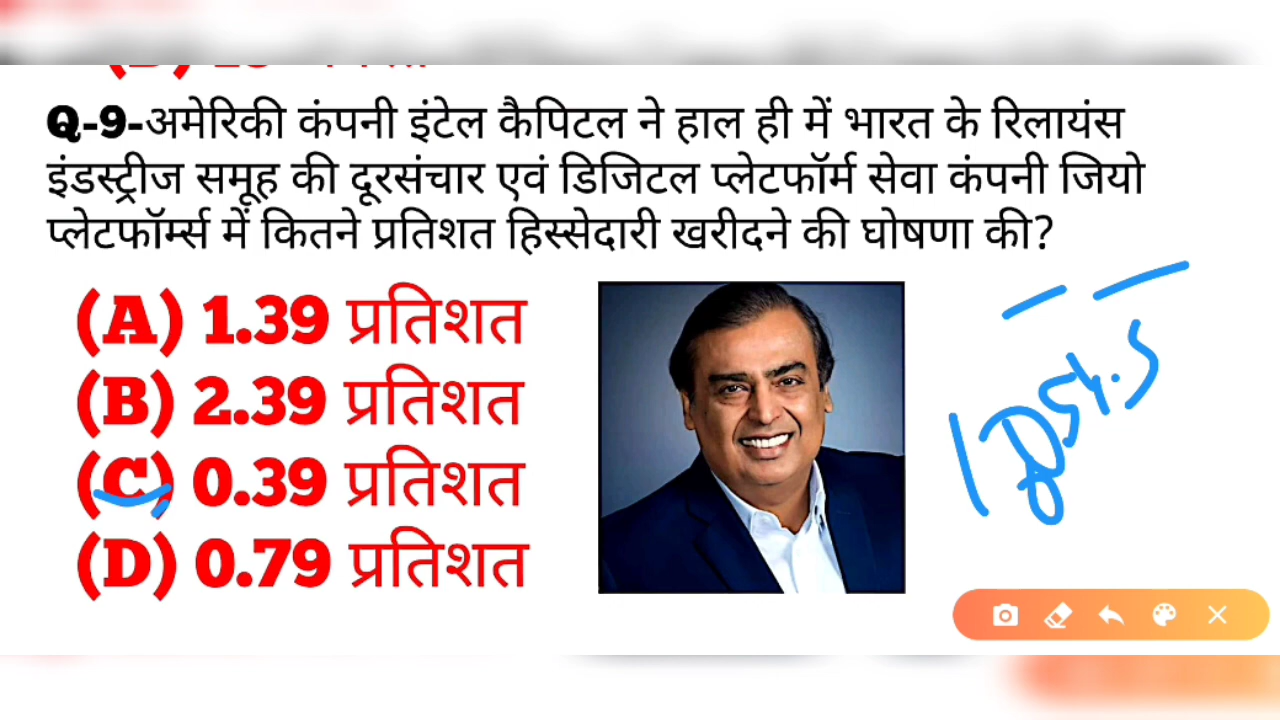 Q-9-अमेरिकी कंपनी इंटेल कैपिटल ने हाल ही में भारत के रिलायंस
इंडस्ट्रीज समूह की दूरसंचार एवं डिजिटल प्लेटफॉर्म सेवा कंपनी जियो
प्लेटफॉर्म्स में कितने प्रतिशत हिस्सेदारी खरीदने की घोषणा की?
(A) 1.39 प्रतिशत
(B) 2.39 प्रतिशत
(C) 0.39 प्रतिशत
(D) 0.79 प्रतिशत